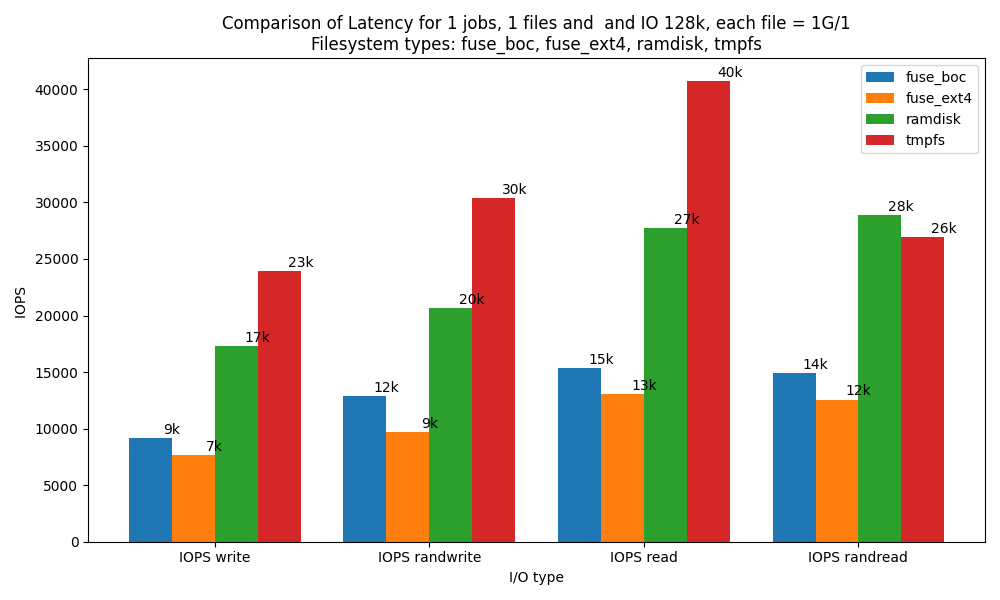 Comparison of Latency for 1 jobs, 1 files and  and IO 128k, each file = 1G/1
Filesystem types: fuse_boc, fuse_ext4, ramdisk, tmpfs
fuse_boc
fuse_ext4
ramdisk
tmpfs
IOPS
40000
35000
30000
25000
20000
15000
10000
5000
0
9k
7k
17k
23k
12k
9k
20k
30k
15k
13k
27k
40k
14k
12k
28k
26k
IOPS write
IOPS randwrite
IOPS read
IOPS randread
I/O type